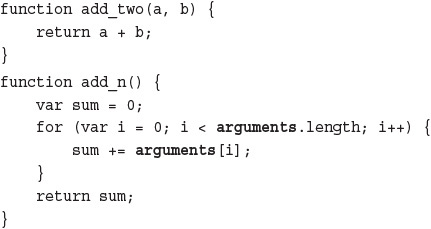 function add_two(a, b) {
    return a + b;
}
function add_n() {
    var sum = 0;
    for (var i = 0; i < arguments.length; i++) {
        sum += arguments[i];
    }
    return sum;
}